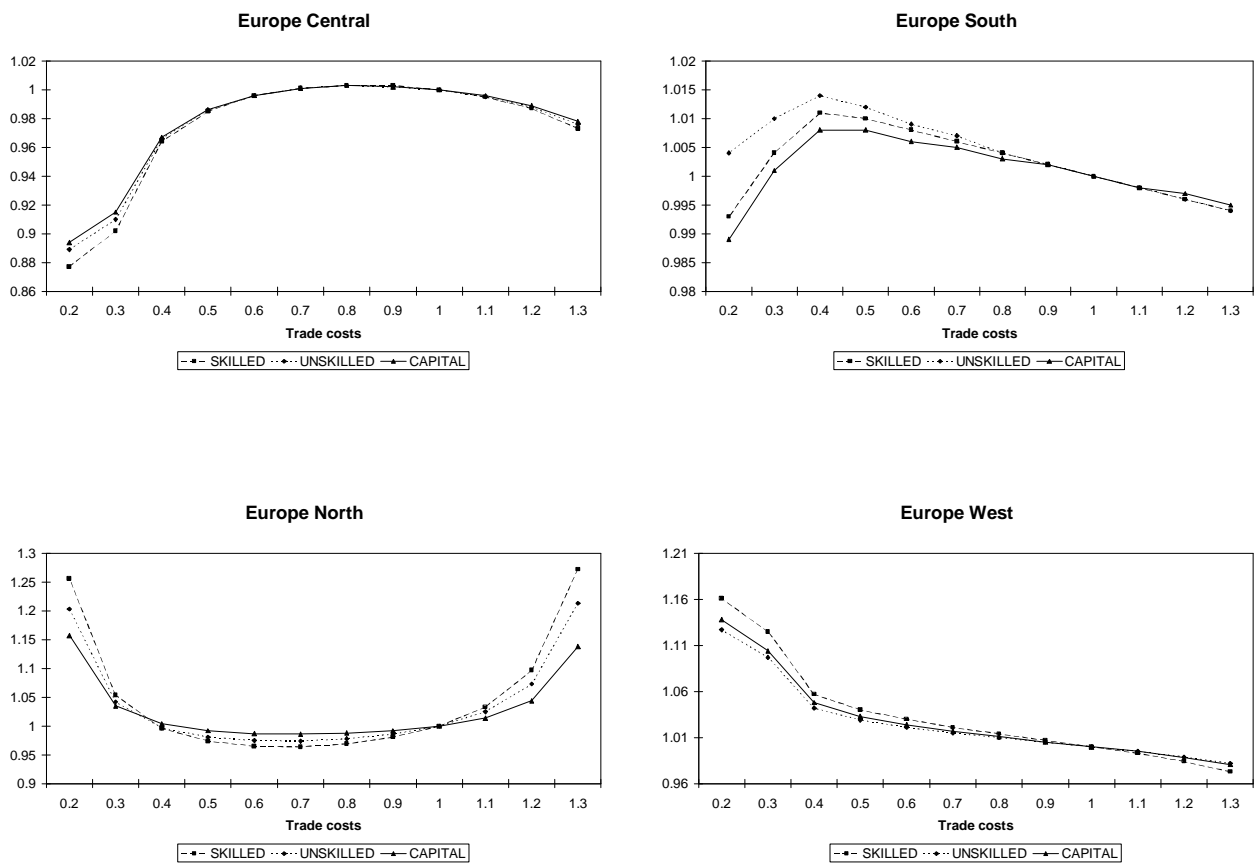 Europe Central
1.02
1
0.98
0.96
0.94
0.92
0.9
0.88
0.86
0.2 0.3 0.4 0.5 0.6 0.7 0.8 0.9 1 1.1 1.2 1.3
Trade costs
SKILLED UNSKILLED CAPITAL
Europe South
1.02
1.015
1.01
1.005
1
0.995
0.99
0.985
0.98
0.2 0.3 0.4 0.5 0.6 0.7 0.8 0.9 1 1.1 1.2 1.3
Trade costs
SKILLED UNSKILLED CAPITAL
Europe North
1.3
1.25
1.2
1.15
1.1
1.05
1
0.95
0.9
0.2 0.3 0.4 0.5 0.6 0.7 0.8 0.9 1 1.1 1.2 1.3
Trade costs
SKILLED UNSKILLED CAPITAL
Europe West
1.21
1.16
1.11
1.06
1.01
0.96
0.2 0.3 0.4 0.5 0.6 0.7 0.8 0.9 1 1.1 1.2 1.3
Trade costs
SKILLED UNSKILLED CAPITAL